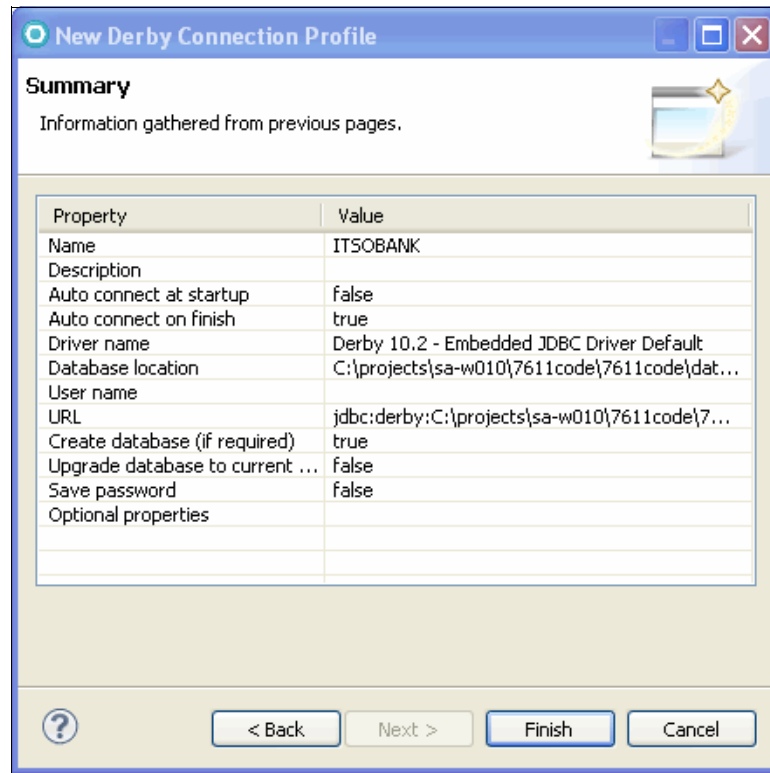 New Derby Connection Profile
Summary
Information gathered from previous pages.
Property Value
Name ITSOBANK
Description
Auto connect at startup false
Auto connect on finish true
Driver name Derby 10.2 - Embedded JDBC Driver Default
Database location C:\projects\sa-w010\7611code\7611code\dat...
User name
URL jdbc:derby:C:\projects\sa-w010\7611code\7...
Create database (if required) true
Upgrade database to current ... false
Save password false
Optional properties
?
< Back Next > Finish Cancel